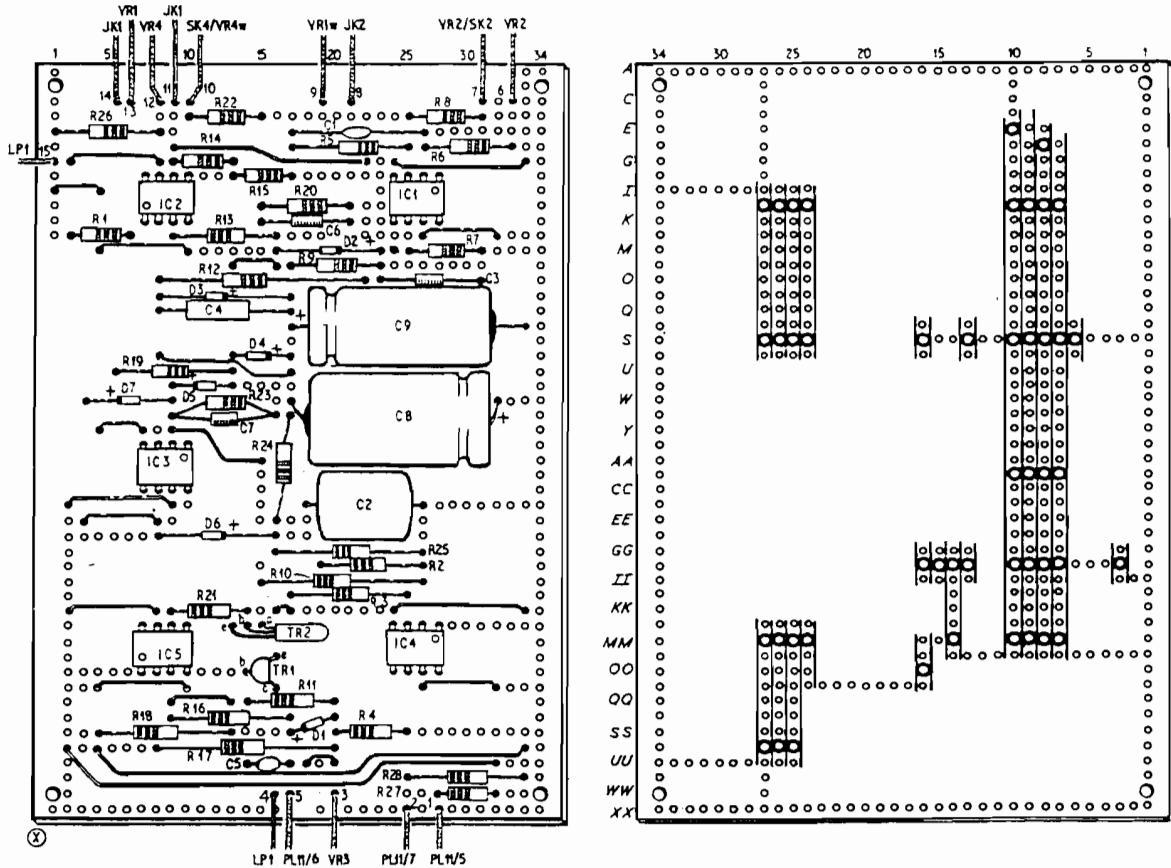 JK1 VR1 VR4 JK1 SK4/VR4w VR1w JK2 VR2/SK2 VR2
1 5 10 15 20 25 30 34
14 13 12 11 10 9 8 7 6
R22 R8
R26 C1
R14 R5 R6
LP1 15
R15 R20 IC1
IC2 C6
R1 R13 D2 + R7
R9
R12 C3
D3 +
C4 + C9
D4 +
R19 +
D7 + D5 R23
C7 C8 +
R24
IC3
C2
D6 +
R25
R2
R10
R3
R21
e b c
TR2
IC5 IC4
b e c
TR1
R11
R16
R18 D1 + R4
R17
C5 R28
R27
4 5 3 2 1
X
LP1 PL11/6 VR3 PL11/7 PL11/5
34 30 25 20 15 10 5 1
A
C
E
G
I
K
M
O
Q
S
U
W
Y
AA
CC
EE
GG
II
KK
MM
OO
QQ
SS
UU
WW
XX